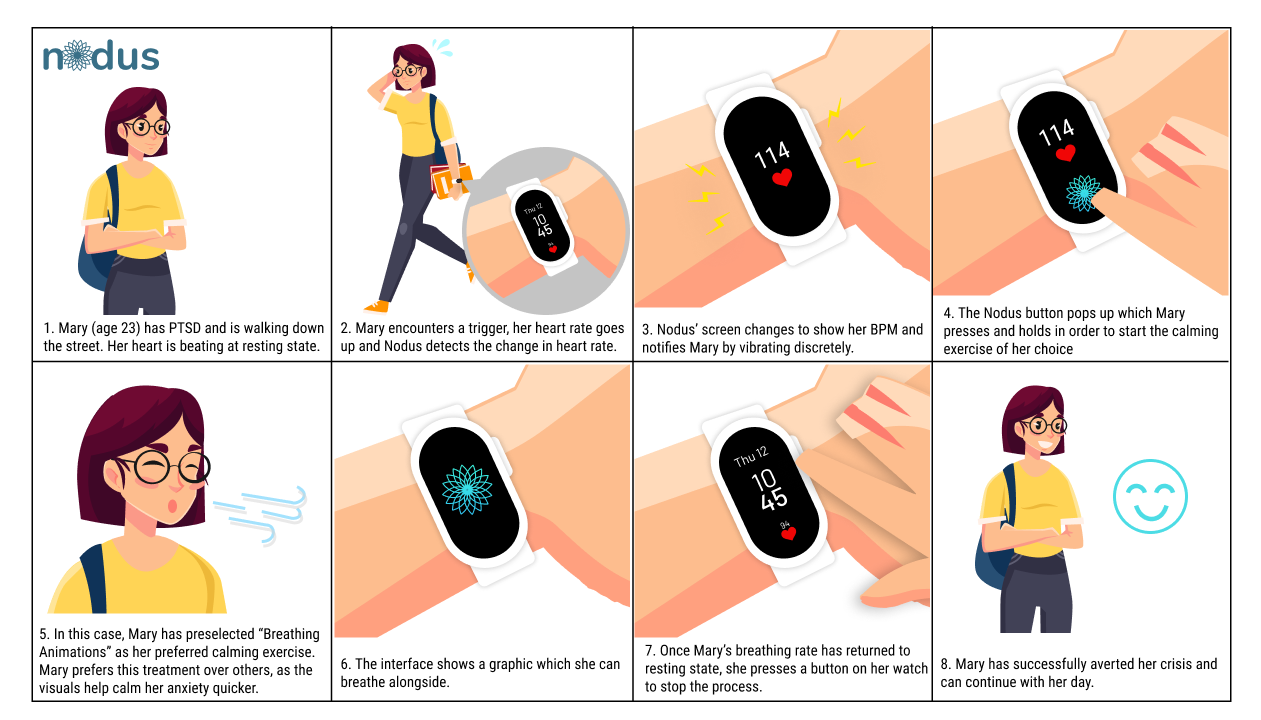 nodus
1. Mary (age 23) has PTSD and is walking down
the street. Her heart is beating at resting state.
Thu 12
10
45
94
2. Mary encounters a trigger, her heart rate goes
up and Nodus detects the change in heart rate.
114
3. Nodus’ screen changes to show her BPM and
notifies Mary by vibrating discretely.
114
4. The Nodus button pops up which Mary
presses and holds in order to start the calming
exercise of her choice
5. In this case, Mary has preselected “Breathing
Animations” as her preferred calming exercise.
Mary prefers this treatment over others, as the
visuals help calm her anxiety quicker.
6. The interface shows a graphic which she can
breathe alongside.
Thu 12
10
45
94
7. Once Mary’s breathing rate has returned to
resting state, she presses a button on her watch
to stop the process.
8. Mary has successfully averted her crisis and
can continue with her day.